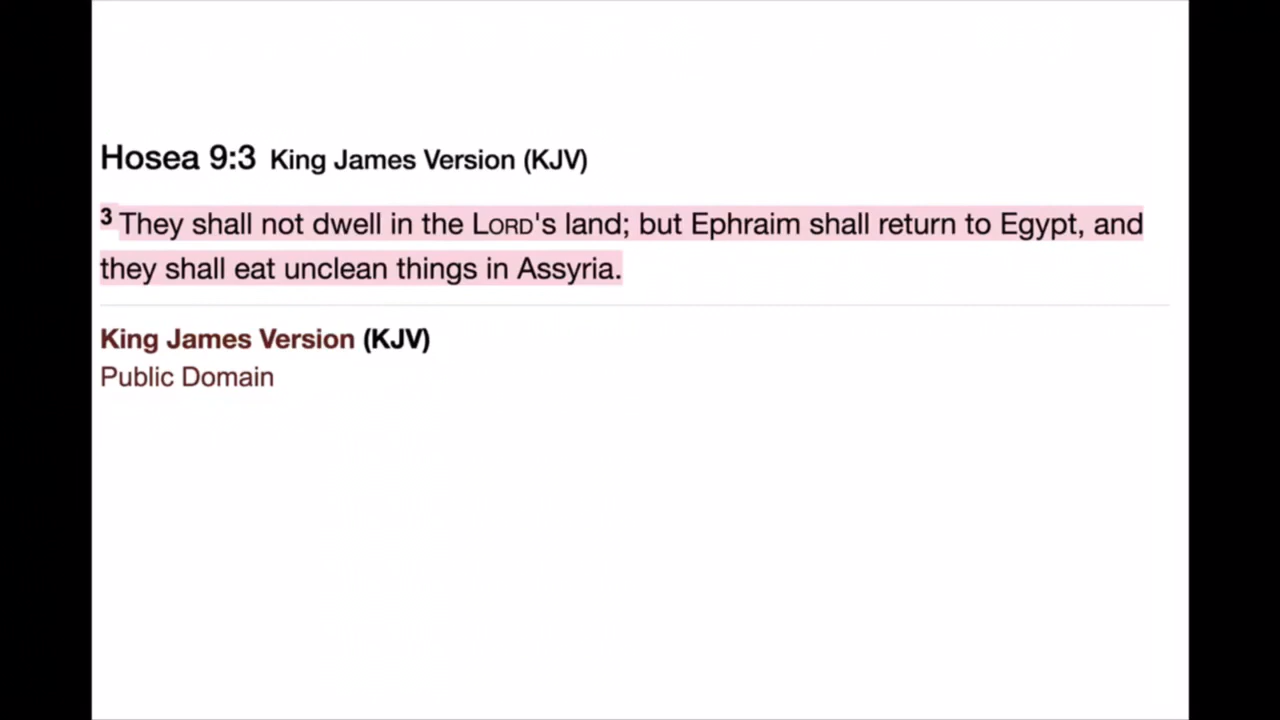 Hosea 9:3 King James Version (KJV)
3 They shall not dwell in the LORD's land; but Ephraim shall return to Egypt, and
they shall eat unclean things in Assyria.
King James Version (KJV)
Public Domain